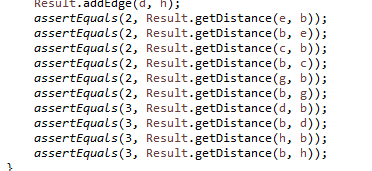 Result.addEdge(d, h);
assertEquals(2, Result.getDistance(e, b));
assertEquals(2, Result.getDistance(b, e));
assertEquals(2, Result.getDistance(c, b));
assertEquals(2, Result.getDistance(b, c));
assertEquals(2, Result.getDistance(g, b));
assertEquals(2, Result.getDistance(b, g));
assertEquals(3, Result.getDistance(d, b));
assertEquals(3, Result.getDistance(b, d));
assertEquals(3, Result.getDistance(h, b));
assertEquals(3, Result.getDistance(b, h));
}